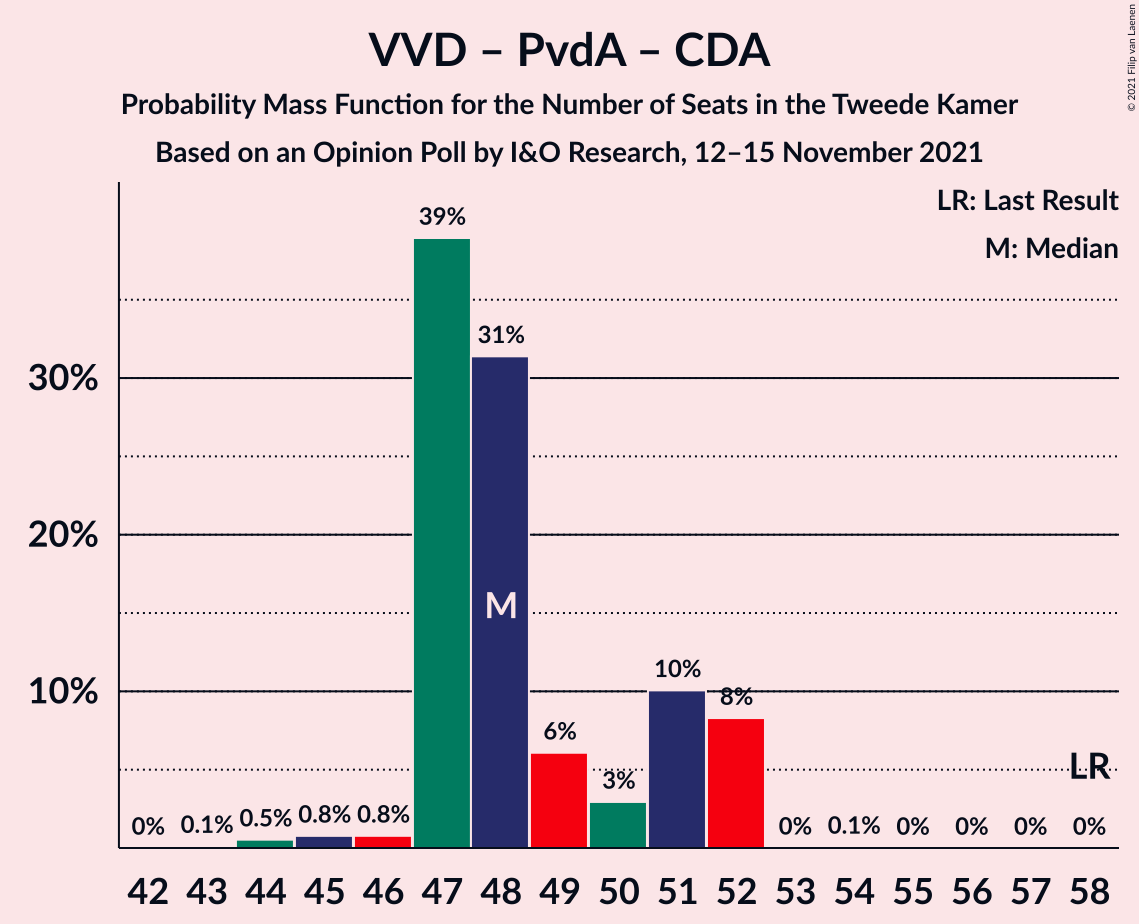 VVD – PvdA – CDA
Probability Mass Function for the Number of Seats in the Tweede Kamer
Based on an Opinion Poll by I&O Research, 12–15 November 2021
© 2021 Filip van Laenen
LR: Last Result
M: Median
30%
20%
10%
0% 0.1% 0.5% 0.8% 0.8% 39% 31% 6% 3% 10% 8% 0% 0.1% 0% 0% 0% 0%
M
LR
42 43 44 45 46 47 48 49 50 51 52 53 54 55 56 57 58